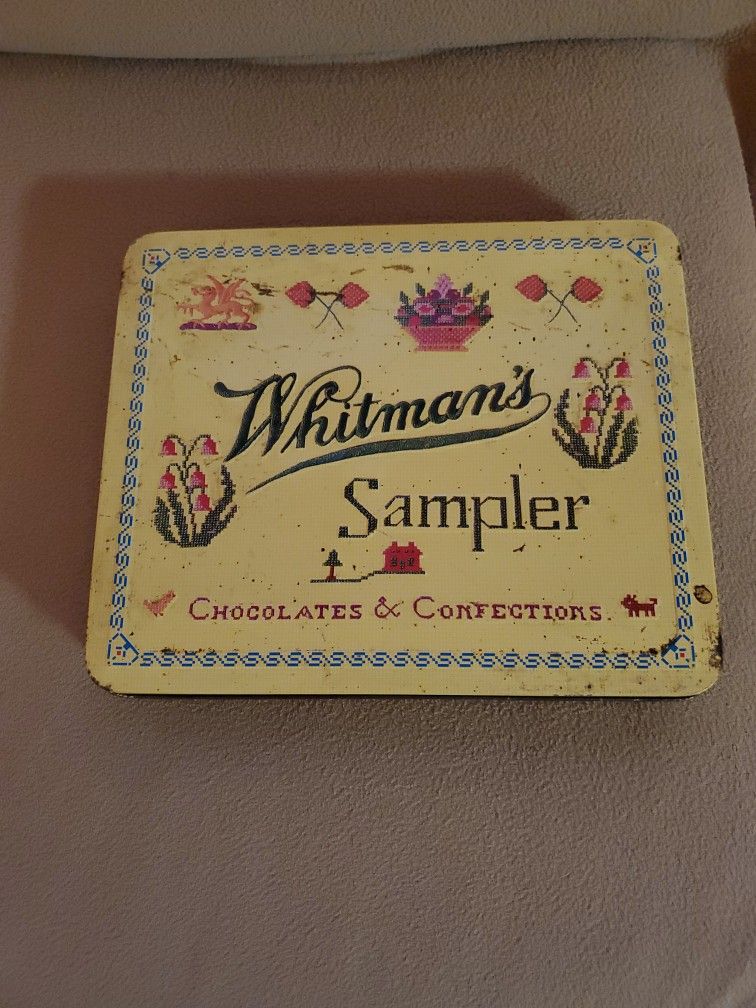 Whitman's
Sampler
CHOCOLATES & CONFECTIONS.